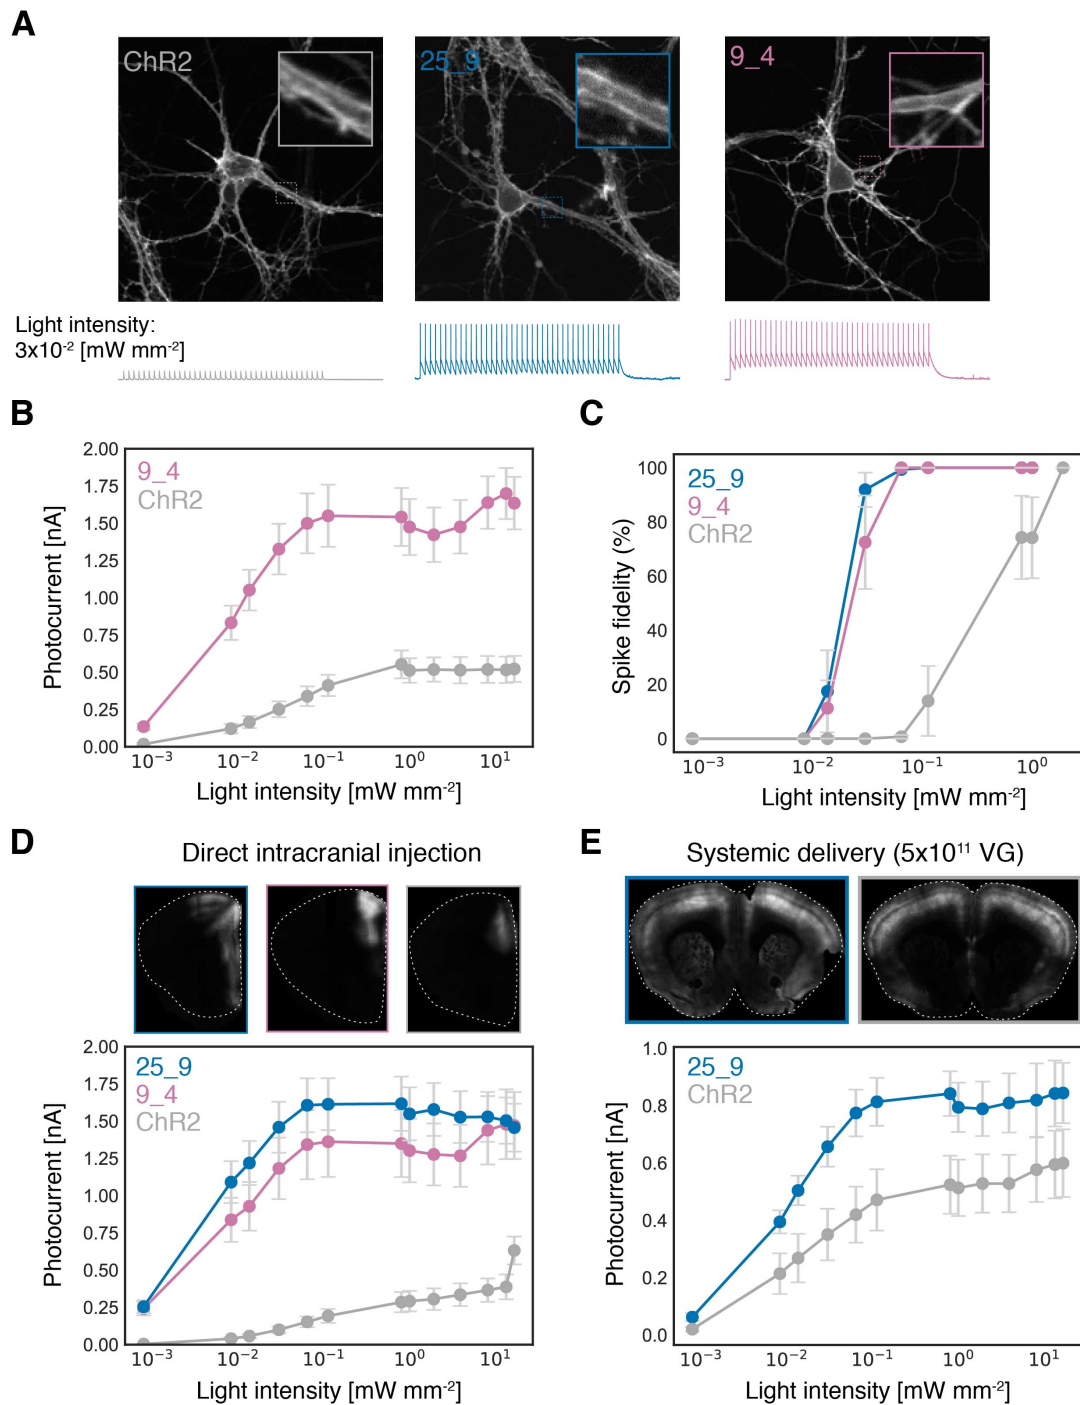 A
ChR2
25_9
9_4
Light intensity:
3x10⁻² [mW mm⁻²]
B
2.00
1.75
1.50
1.25
1.00
0.75
0.50
0.25
0.00
Photocurrent [nA]
9_4
ChR2
10⁻³ 10⁻² 10⁻¹ 10⁰ 10¹
Light intensity [mW mm⁻²]
C
100
80
60
40
20
0
Spike fidelity (%)
25_9
9_4
ChR2
10⁻³ 10⁻² 10⁻¹ 10⁰
Light intensity [mW mm⁻²]
D
Direct intracranial injection
2.00
1.75
1.50
1.25
1.00
0.75
0.50
0.25
0.00
Photocurrent [nA]
25_9
9_4
ChR2
10⁻³ 10⁻² 10⁻¹ 10⁰ 10¹
Light intensity [mW mm⁻²]
E
Systemic delivery (5x10¹¹ VG)
1.0
0.8
0.6
0.4
0.2
0.0
Photocurrent [nA]
25_9
ChR2
10⁻³ 10⁻² 10⁻¹ 10⁰ 10¹
Light intensity [mW mm⁻²]